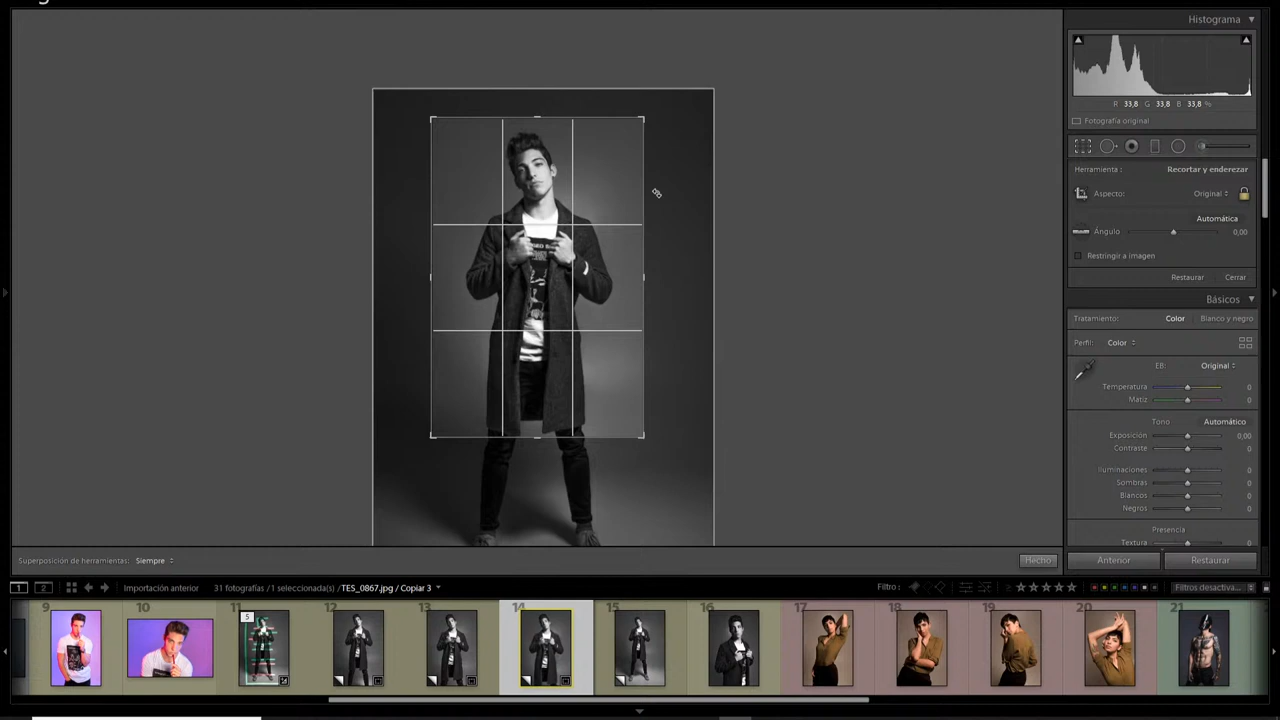 Histograma
R 33,8 G 33,8 B 33,8 %
Fotografía original
Herramienta : Recortar y enderezar
Aspecto: Original
Automática
Ángulo 0,00
Restringir a imagen
Restaurar Cerrar
Básicos
Tratamiento: Color Blanco y negro
Perfil: Color
EB: Original
Temperatura 0
Matiz 0
Tono Automático
Exposición 0,00
Contraste 0
Iluminaciones 0
Sombras 0
Blancos 0
Negros 0
Presencia
Textura 0
Superposición de herramientas: Siempre Hecho Anterior Restaurar
1 2 Importación anterior 31 fotografías /1 seleccionada(s) /TES_0867.jpg / Copiar 3 Filtro : Filtros desactiva...
9 10 11 12 13 14 15 16 17 18 19 20 21
5